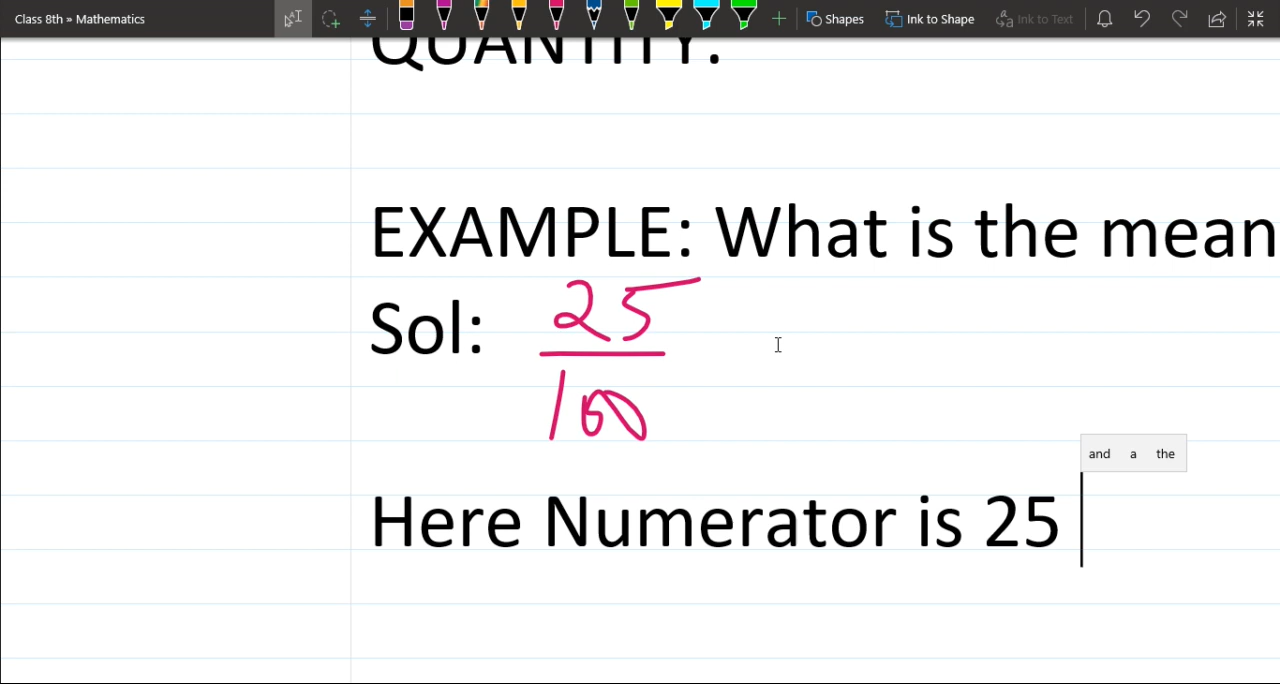 Class 8th » Mathematics
Shapes
Ink to Shape
Ink to Text
QUANTITY.
EXAMPLE: What is the mean
Sol: 25
100
and a the
Here Numerator is 25